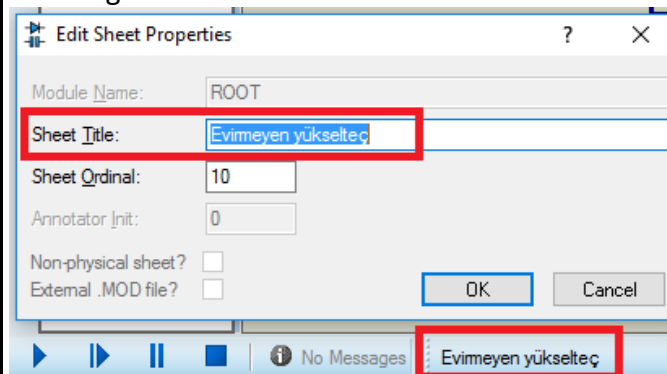 Edit Sheet Properties ? ×
Module Name: ROOT
Sheet Title: Evirmeyen yükselteç
Sheet Ordinal: 10
Annotator Init: 0
Non-physical sheet?
External .MOD file?
OK Cancel
No Messages Evirmeyen yükselteç